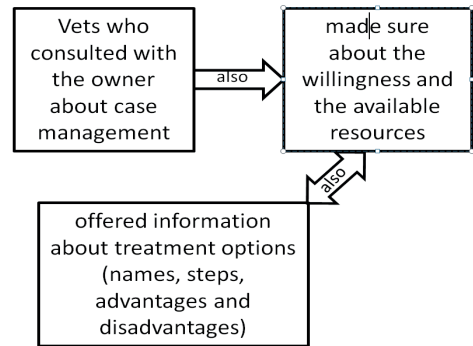 Vets who
consulted with
the owner
about case
management
also
made sure
about the
willingness and
the available
resources
also
offered information
about treatment options
(names, steps,
advantages and
disadvantages)